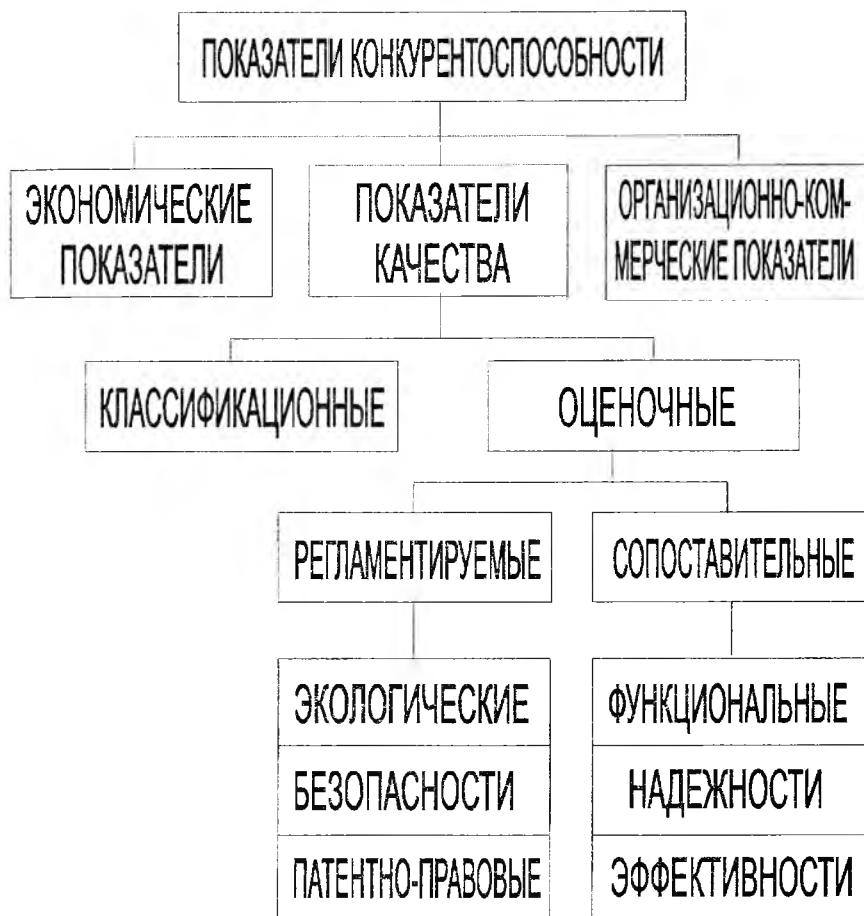 ПОКАЗАТЕЛИ КОНКУРЕНТОСПОСОБНОСТИ
ЭКОНОМИЧЕСКИЕ
ПОКАЗАТЕЛИ
ПОКАЗАТЕЛИ
КАЧЕСТВА
ОРГАНИЗАЦИОННО-КОМ-
МЕРЧЕСКИЕ ПОКАЗАТЕЛИ
КЛАССИФИКАЦИОННЫЕ
ОЦЕНОЧНЫЕ
РЕГЛАМЕНТИРУЕМЫЕ
СОПОСТАВИТЕЛЬНЫЕ
ЭКОЛОГИЧЕСКИЕ
БЕЗОПАСНОСТИ
ПАТЕНТНО-ПРАВОВЫЕ
ФУНКЦИОНАЛЬНЫЕ
НАДЕЖНОСТИ
ЭФФЕКТИВНОСТИ